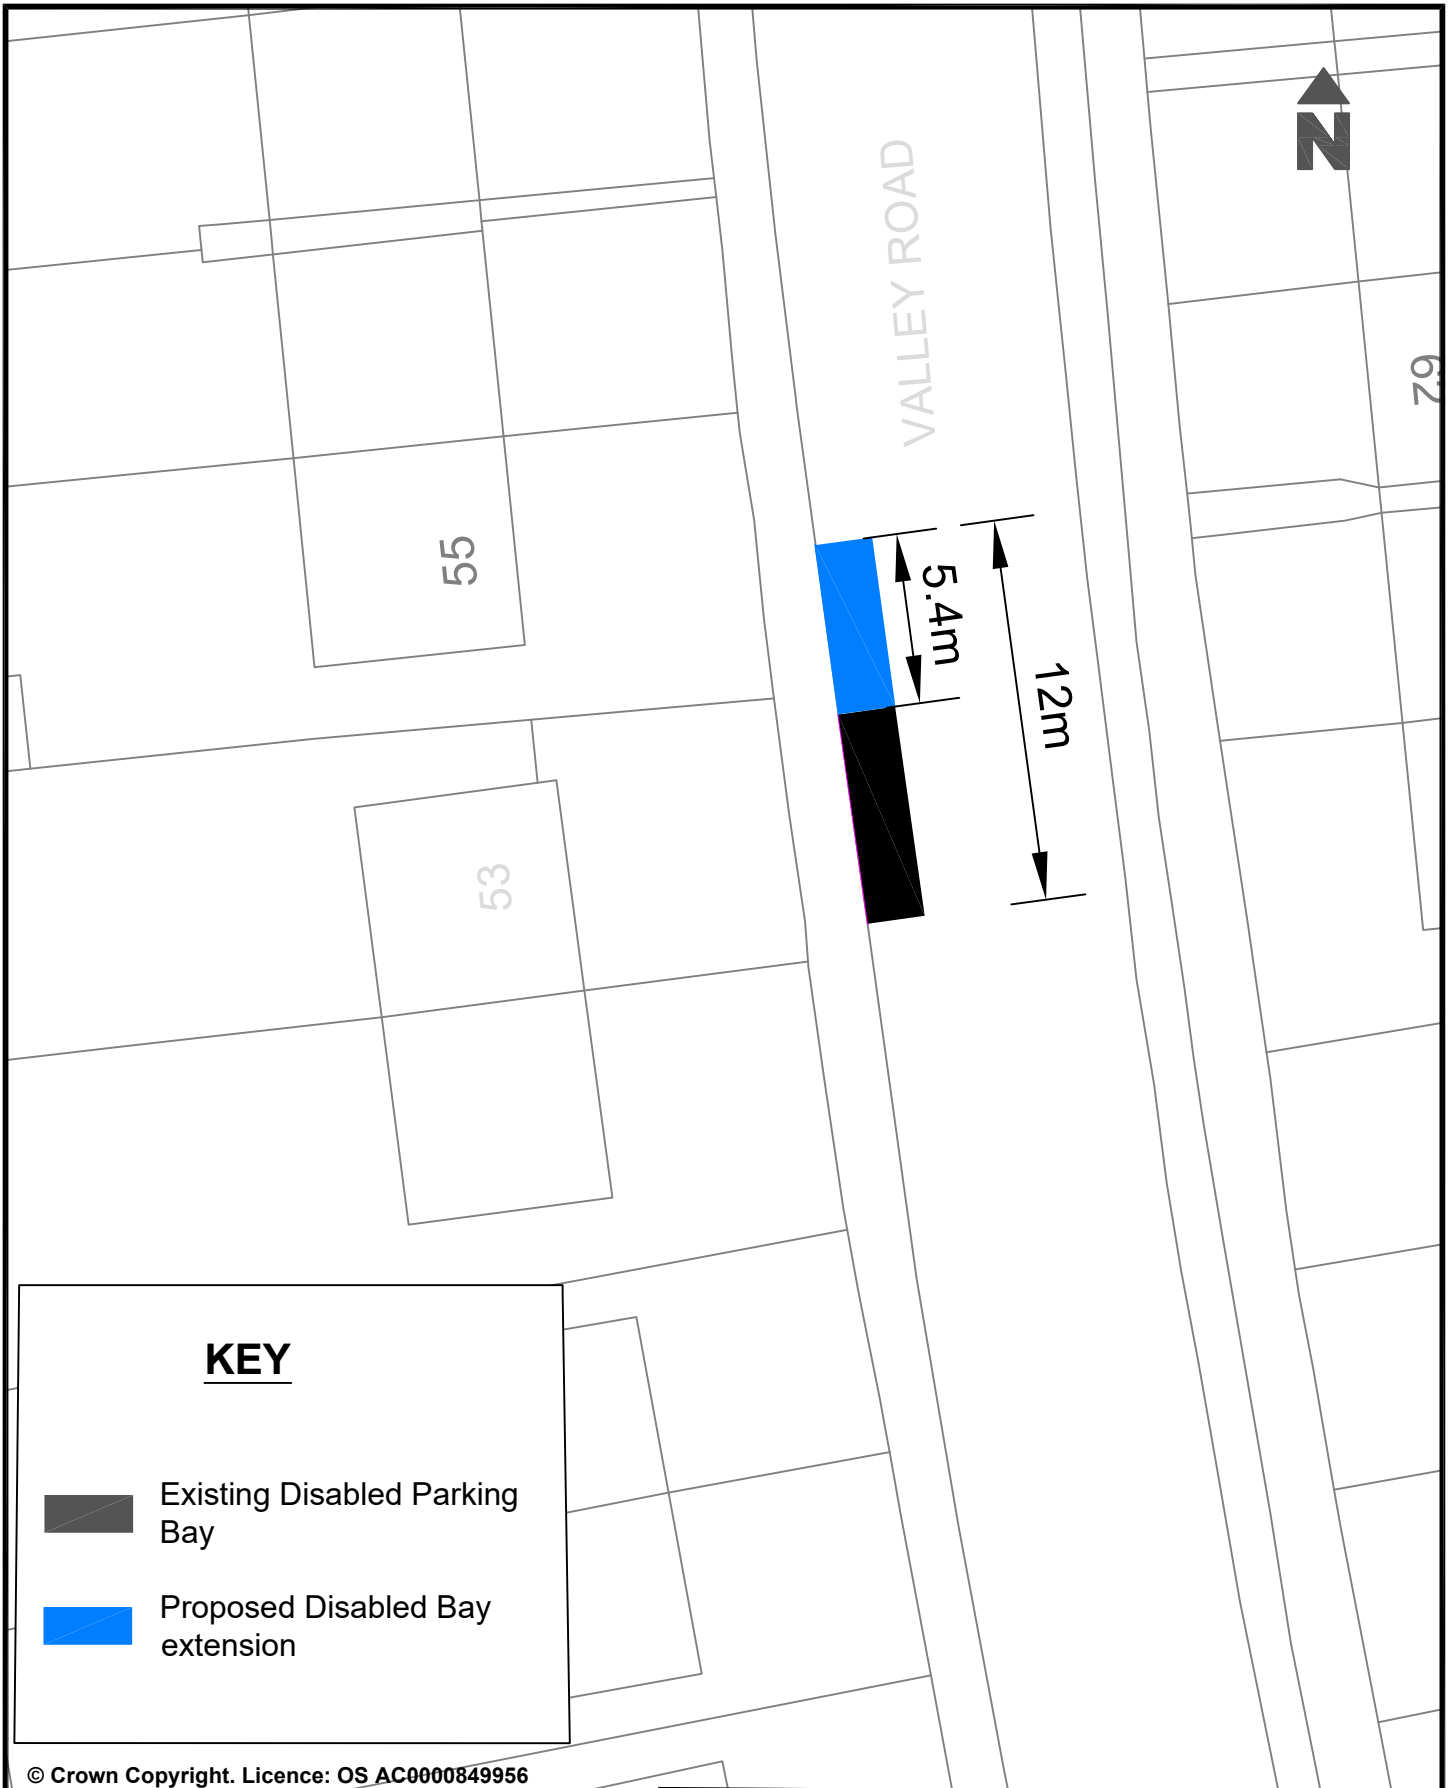 N
VALLEY ROAD
62
55
5.4m
12m
53
KEY
Existing Disabled Parking
Bay
Proposed Disabled Bay
extension
© Crown Copyright. Licence: OS AC0000849956